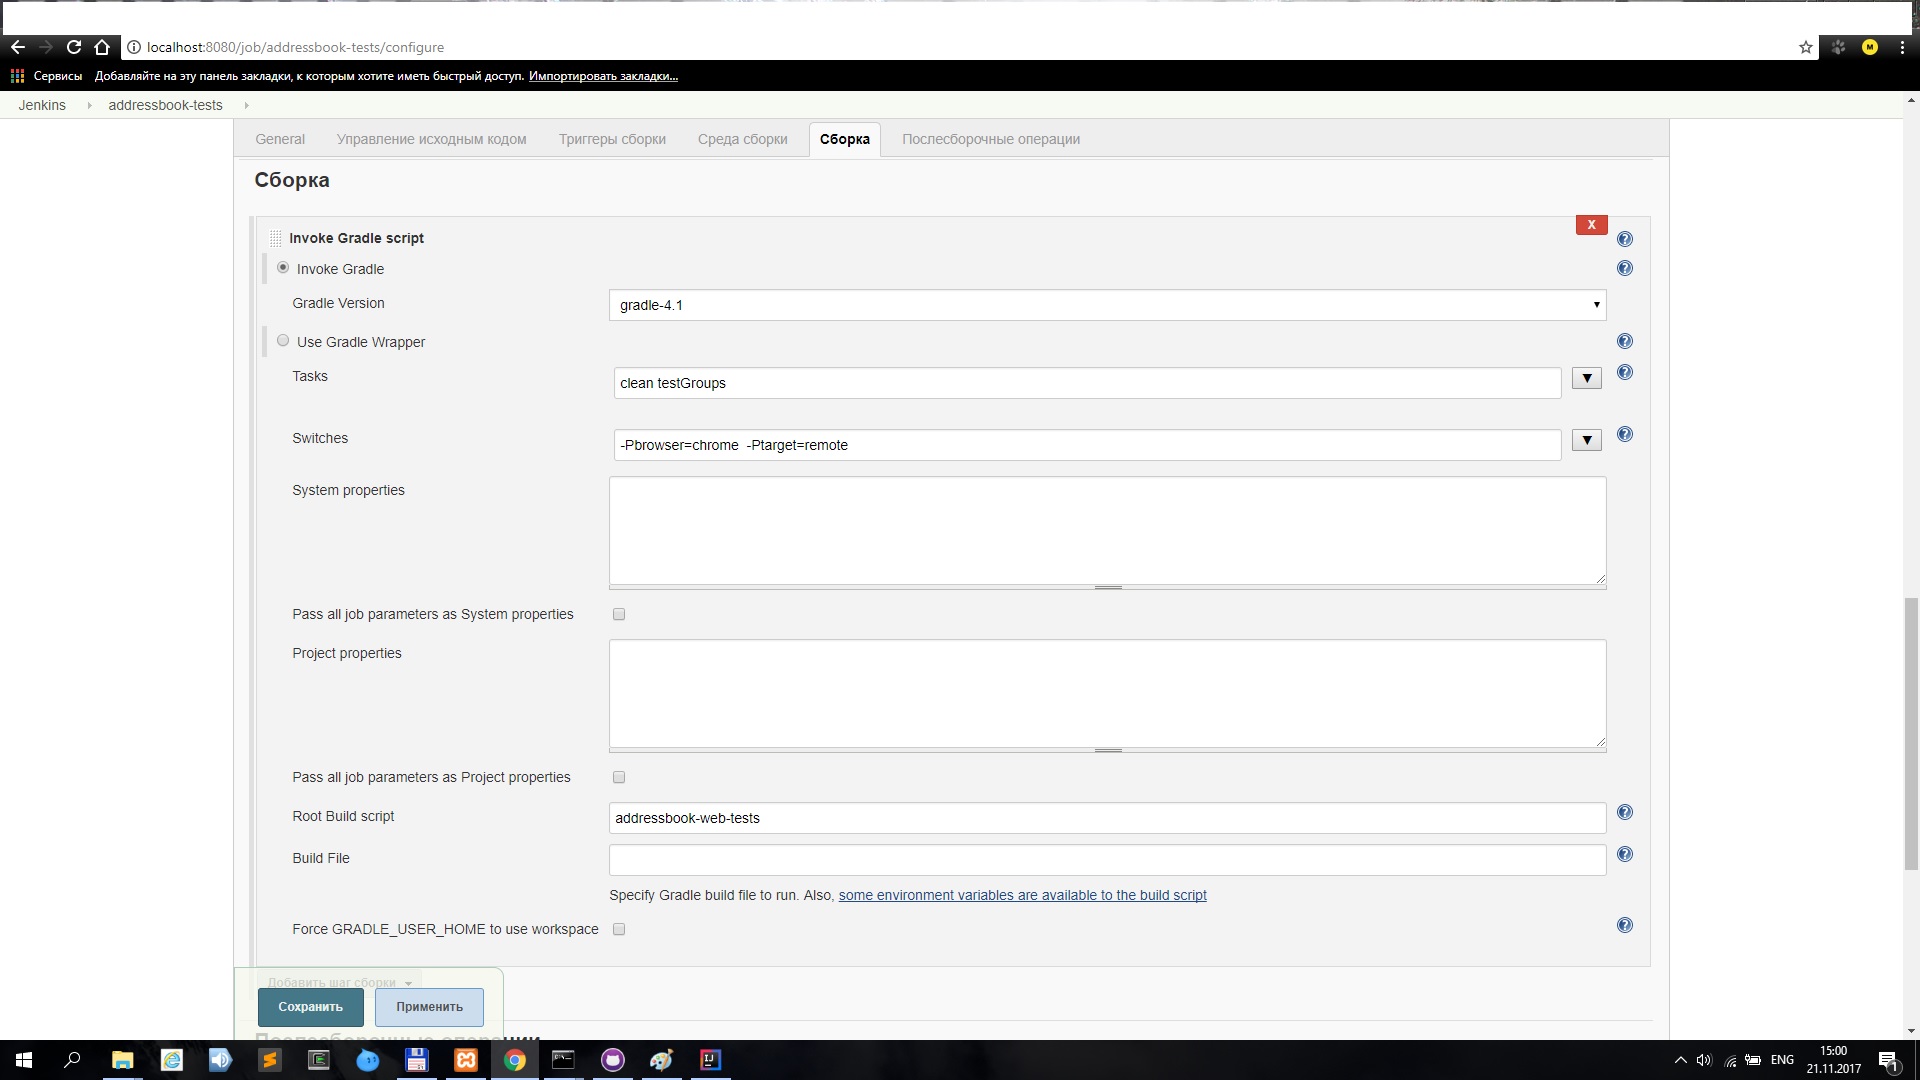 localhost:8080/job/addressbook-tests/configure
M
Сервисы Добавляйте на эту панель закладки, к которым хотите иметь быстрый доступ. Импортировать закладки...
Jenkins addressbook-tests
General Управление исходным кодом Триггеры сборки Среда сборки Сборка Послесборочные операции
Сборка
X
Invoke Gradle script
Invoke Gradle
Gradle Version gradle-4.1
Use Gradle Wrapper
Tasks clean testGroups
Switches -Pbrowser=chrome -Ptarget=remote
System properties
Pass all job parameters as System properties
Project properties
Pass all job parameters as Project properties
Root Build script addressbook-web-tests
Build File
Specify Gradle build file to run. Also, some environment variables are available to the build script
Force GRADLE_USER_HOME to use workspace
Добавить шаг сборки
Сохранить Применить
Послесборочные операции
ENG 15:00
21.11.2017 1